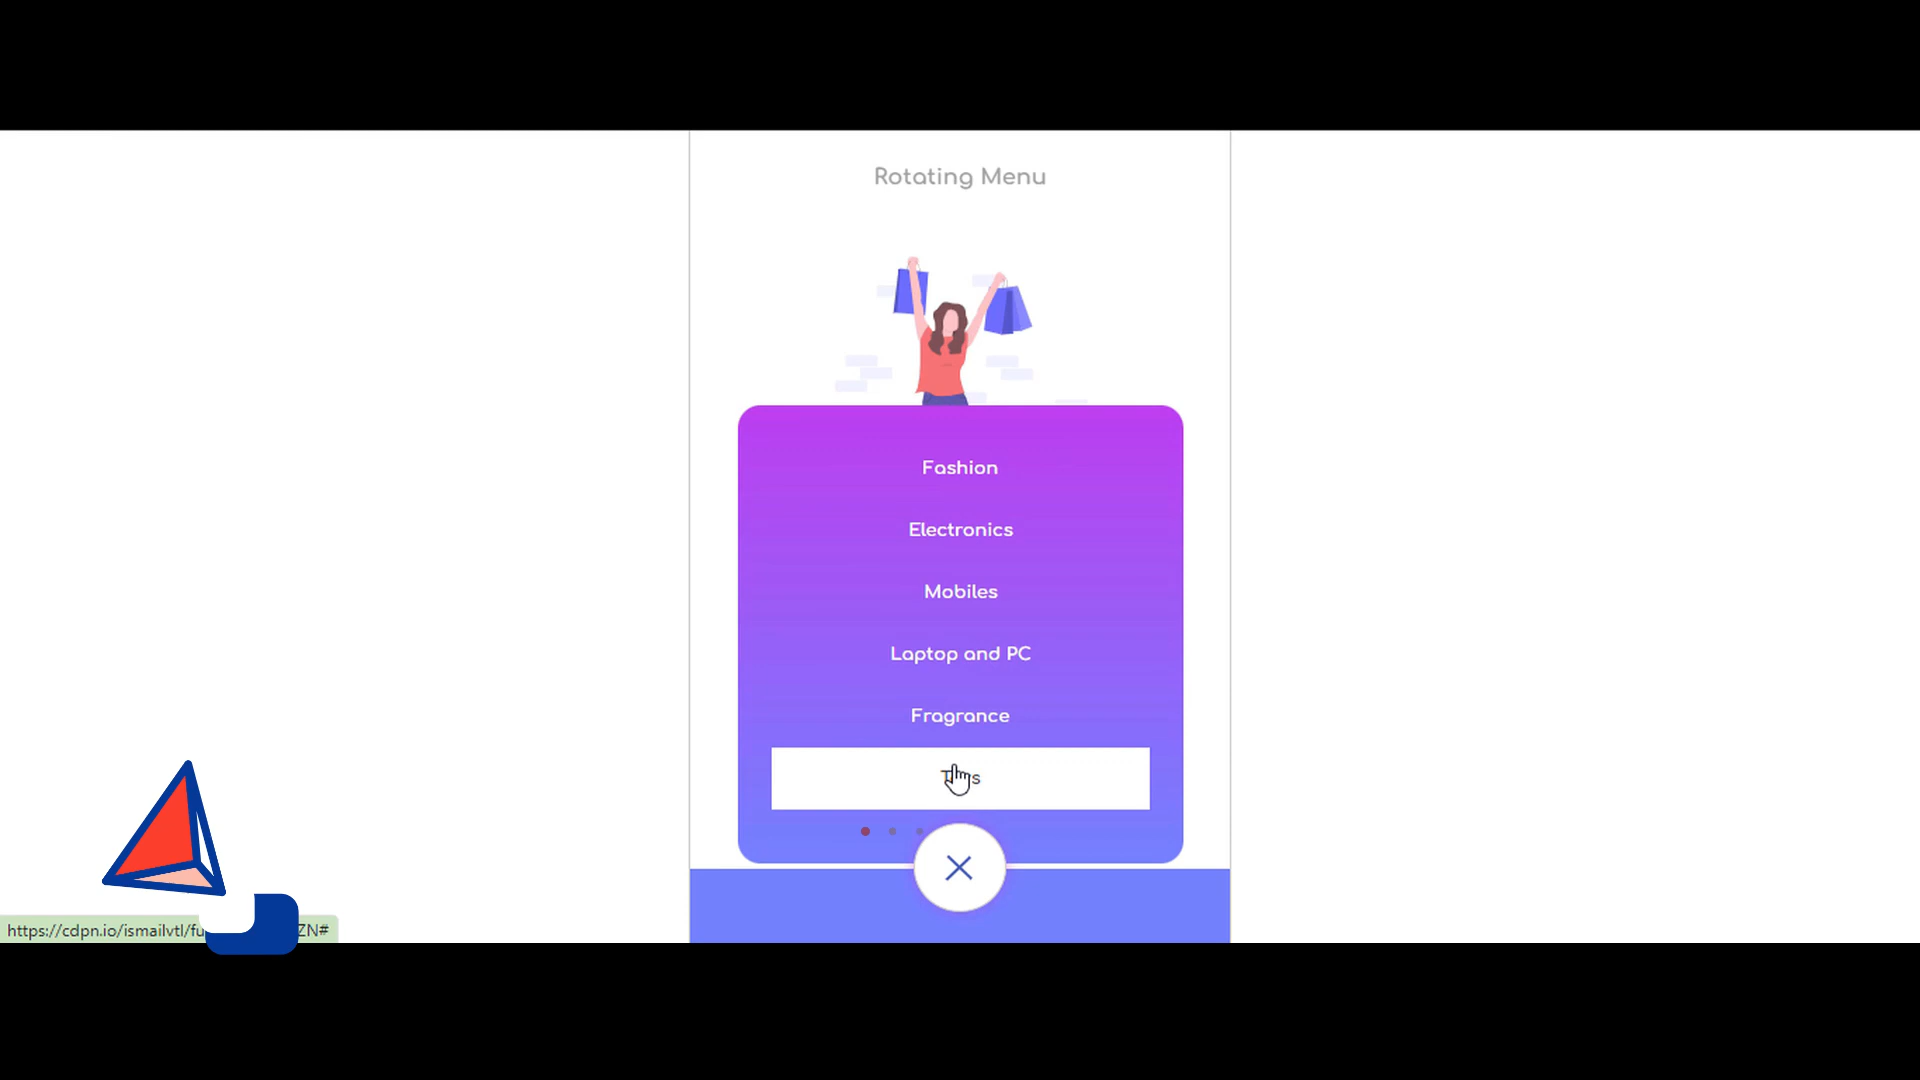 Rotating Menu
Fashion
Electronics
Mobiles
Laptop and PC
Fragrance
https://cdpn.io/ismailvtl/fu
ZN#